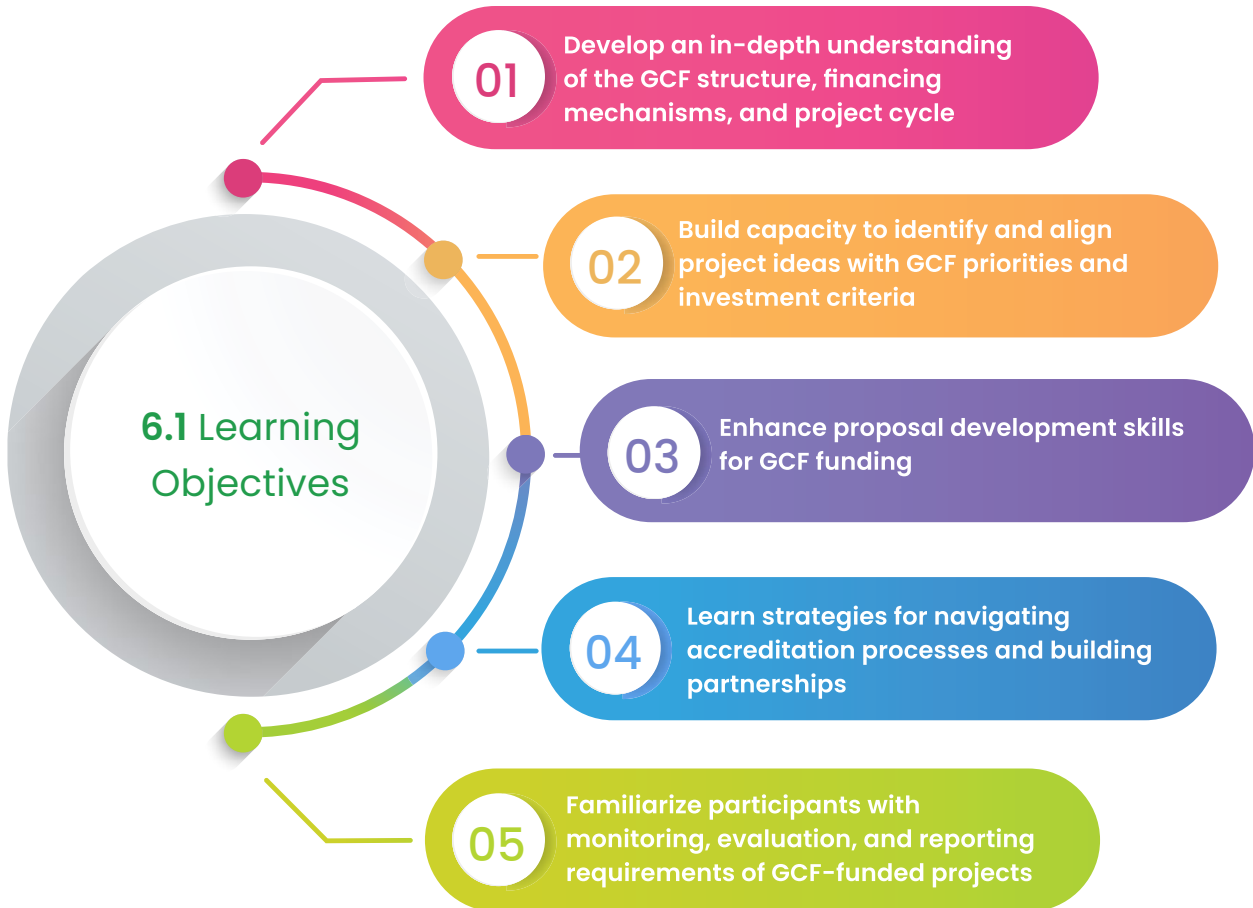 6.1 Learning
Objectives
01
Develop an in-depth understanding
of the GCF structure, financing
mechanisms, and project cycle
02
Build capacity to identify and align
project ideas with GCF priorities and
investment criteria
03
Enhance proposal development skills
for GCF funding
04
Learn strategies for navigating
accreditation processes and building
partnerships
05
Familiarize participants with
monitoring, evaluation, and reporting
requirements of GCF-funded projects